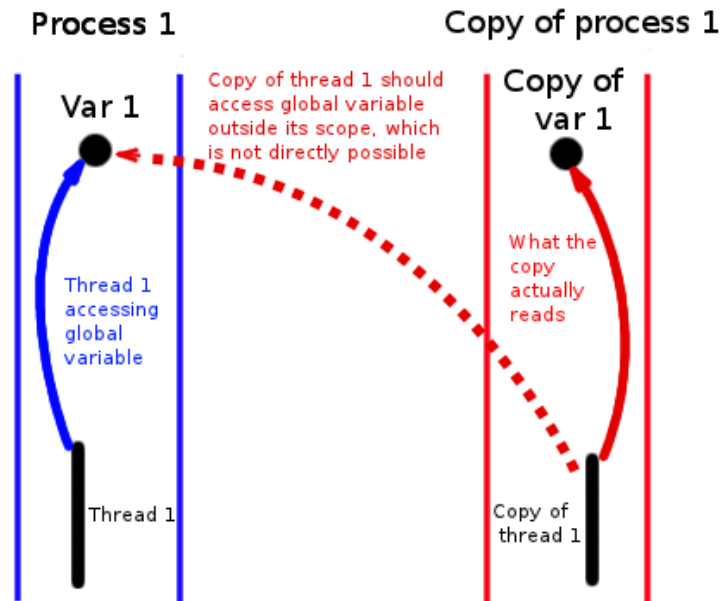 Process 1
Copy of process 1
Var 1
Copy of thread 1 should
access global variable
outside its scope, which
is not directly possible
Copy of
var 1
Thread 1
accessing
global
variable
What the
copy
actually
reads
Thread 1
Copy of
thread 1